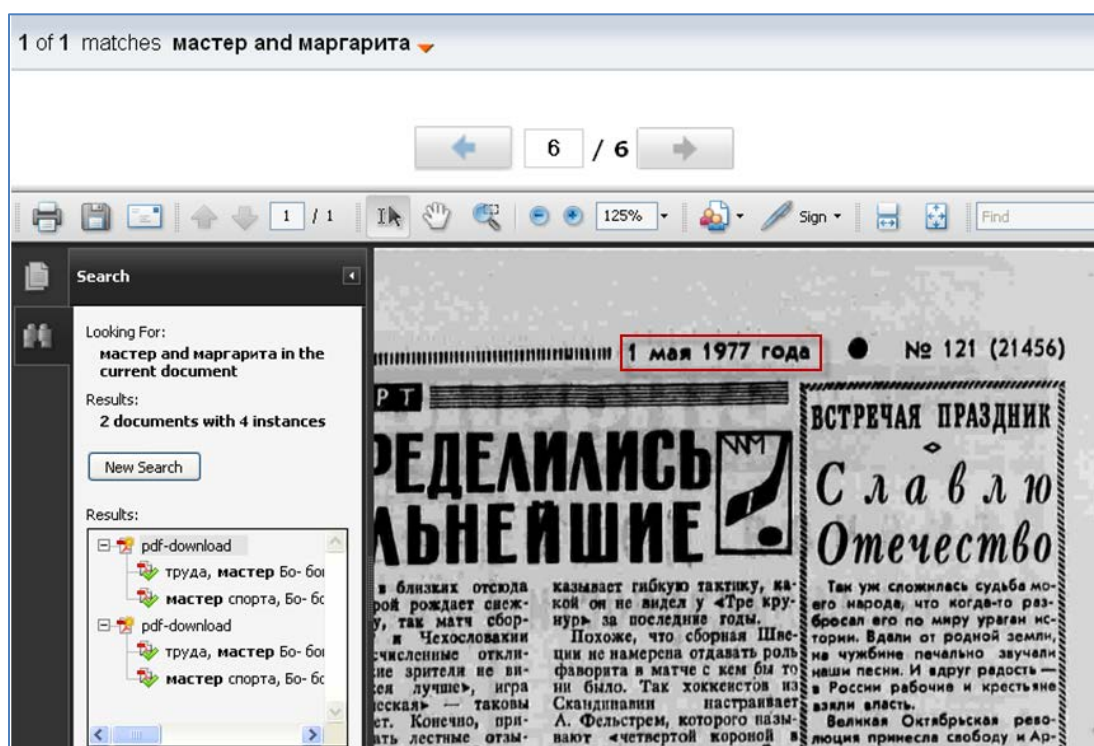 1 of 1 matches мастер and маргарита
6 / 6
1 / 1
125%
Sign
Find
Search
Looking For:
мастер and маргарита in the
current document
Results:
2 documents with 4 instances
New Search
Results:
pdf-download
труда, мастер Бо- бо
мастер спорта, Бо- бо
pdf-download
труда, мастер Бо- бо
мастер спорта, Бо- бо
1 мая 1977 года ● № 121 (21456)
РТ
РЕДЕЛИЛИСЬ
ЛЬНЕЙШИЕ
в близких отсюда
рой рождает снеж-
у, так матч сбор-
и Чехословакии
счисленные откли-
ие зрители не ви-
ся лучше», игра
ческая» — таковы
ет. Конечно, при-
ать лестные отзы-
казывает гибкую тактику, ка-
кой он не видел у «Тре кру-
нур» за последние годы.
Похоже, что сборная Шве-
ции не намерена отдавать роль
фаворита в матче с кем бы то
ни было. Так хоккеистов из
Скандинавии настраивает
А. Фельстрем, которого назы-
вают «четвертой короной в
ВСТРЕЧАЯ ПРАЗДНИК
Славлю
Отечество
Так уж сложилась судьба мо-
его народа, что когда-то раз-
бросал его по миру ураган ис-
тории. Вдали от родной земли,
на чужбине печально звучали
наши песни. И вдруг радость —
в России рабочие и крестьяне
взяли власть.
Великая Октябрьская рево-
люция принесла свободу и Ар-